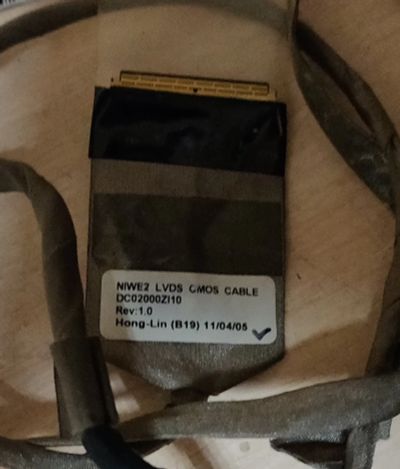 NIWE2 LVDS CMOS CABLE
DC02000ZI10
Rev:1.0
Hong-Lin (B19) 11/04/05